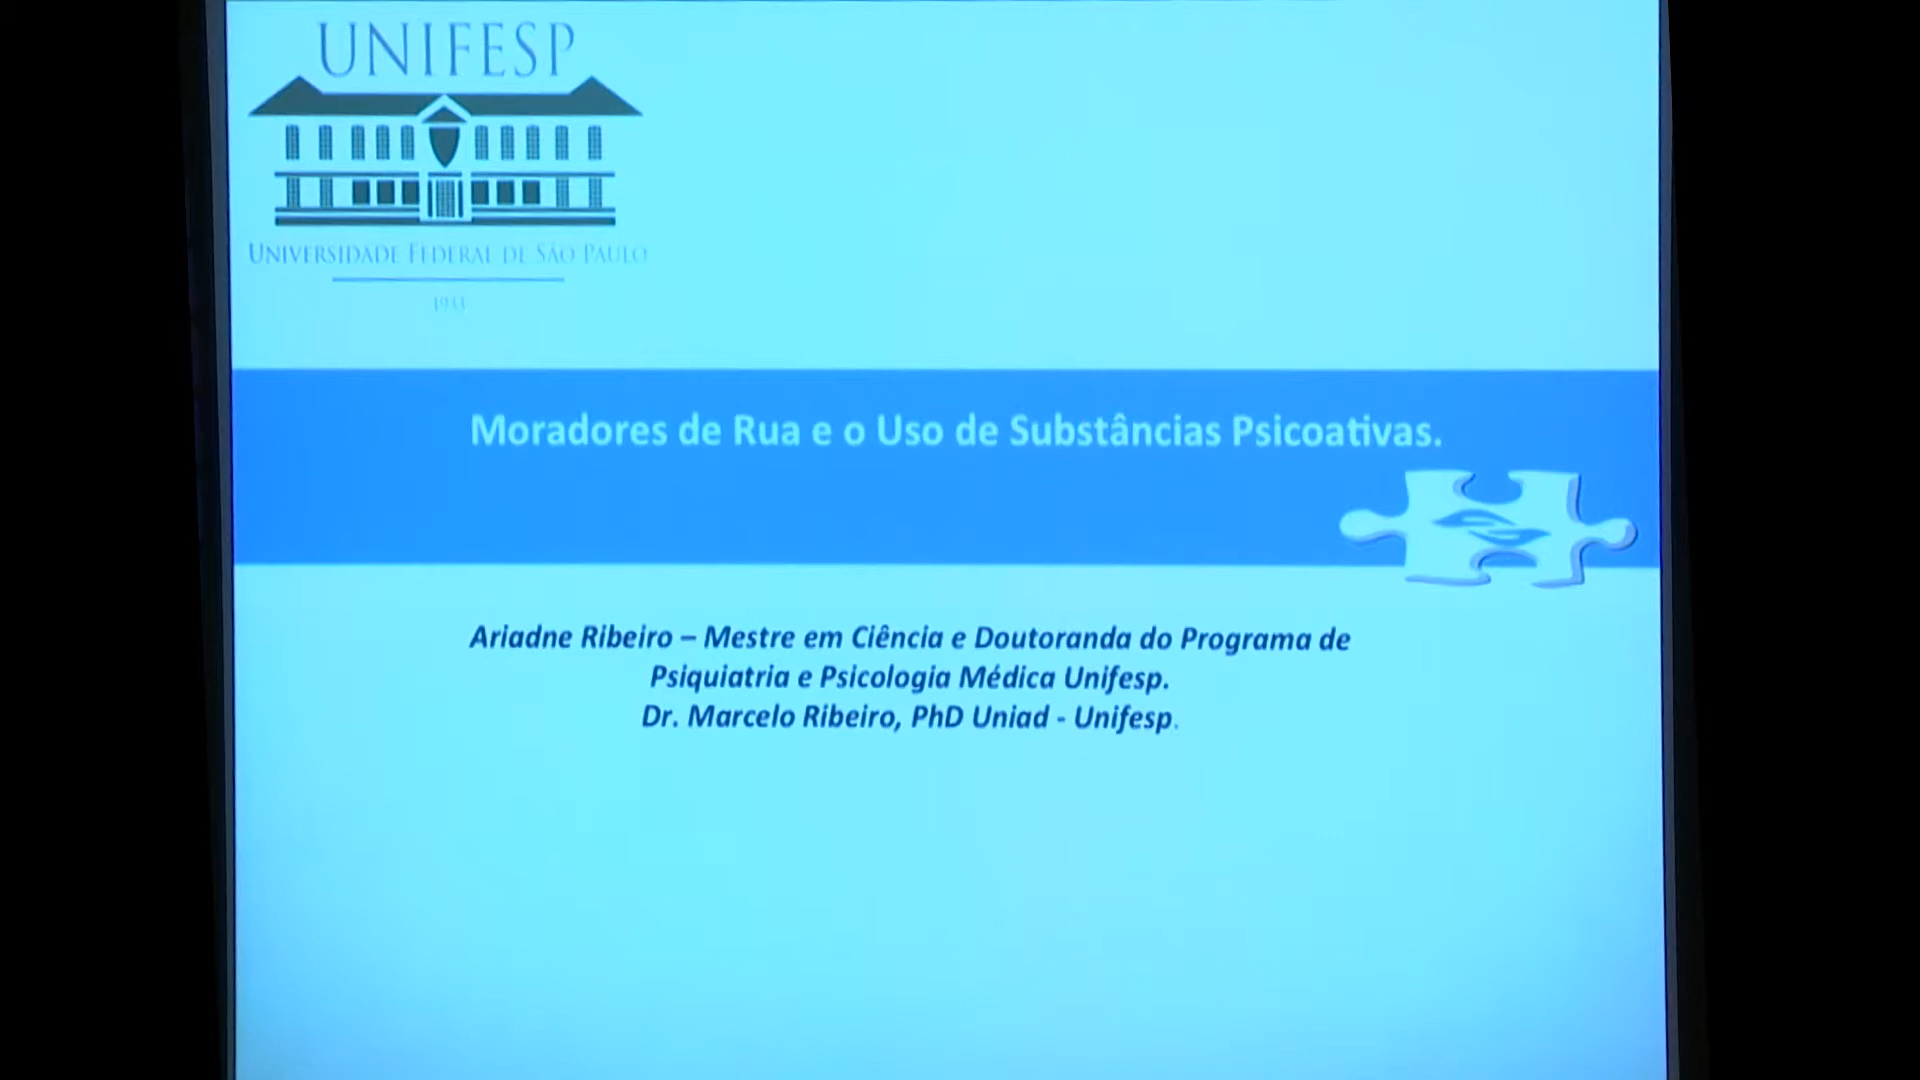 UNIFESP
UNIVERSIDADE FEDERAL DE SÃO PAULO
1933
Moradores de Rua e o Uso de Substâncias Psicoativas.
Ariadne Ribeiro – Mestre em Ciência e Doutoranda do Programa de
Psiquiatria e Psicologia Médica Unifesp.
Dr. Marcelo Ribeiro, PhD Uniad - Unifesp.